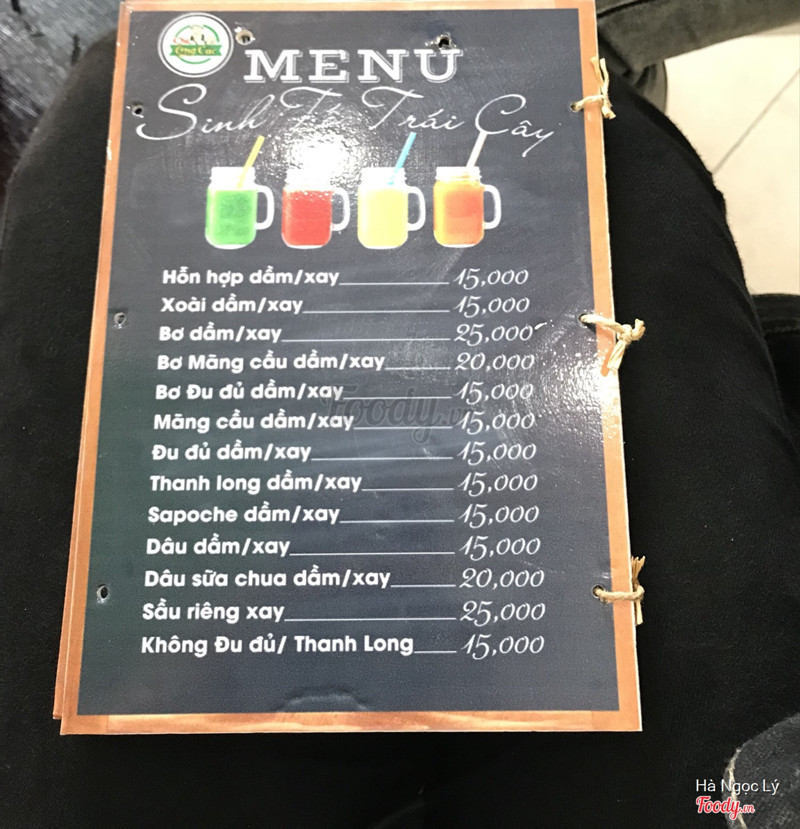 MENU
Sinh Tố Trái Cây
Hỗn hợp dầm/xay 15,000
Xoài dầm/xay 15,000
Bơ dầm/xay 25,000
Bơ Mãng cầu dầm/xay 20,000
Bơ Đu đủ dầm/xay 15,000
Mãng cầu dầm/xay 15,000
Đu đủ dầm/xay 15,000
Thanh long dầm/xay 15,000
Sapoche dầm/xay 15,000
Dâu dầm/xay 15,000
Dâu sữa chua dầm/xay 20,000
Sầu riêng xay 25,000
Không Đu đủ/ Thanh Long 15,000
Foody.vn
Hà Ngọc Lý
Foody.vn